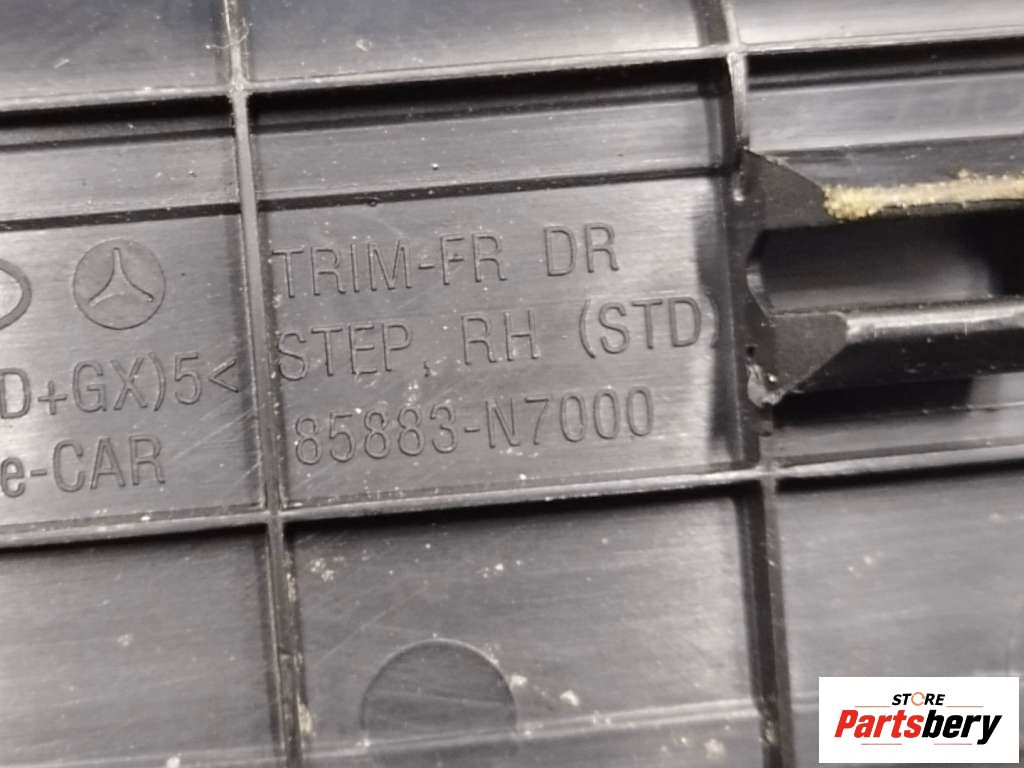 TRIM-FR DR
STEP, RH (STD)
85883-N7000
D+GX)5<
e-CAR
STORE
Partsbery